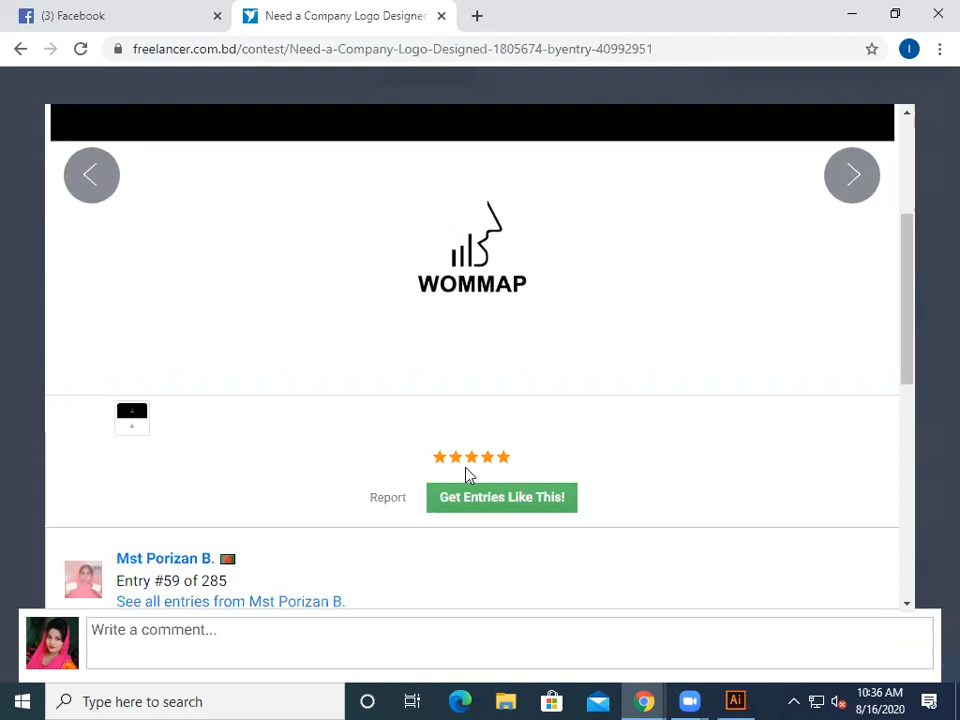 (3) Facebook
Need a Company Logo Designed
freelancer.com.bd/contest/Need-a-Company-Logo-Designed-1805674-byentry-40992951
I
WOMMAP
Report
Get Entries Like This!
Mst Porizan B.
Entry #59 of 285
See all entries from Mst Porizan B.
Write a comment...
Type here to search
Ai
10:36 AM
8/16/2020